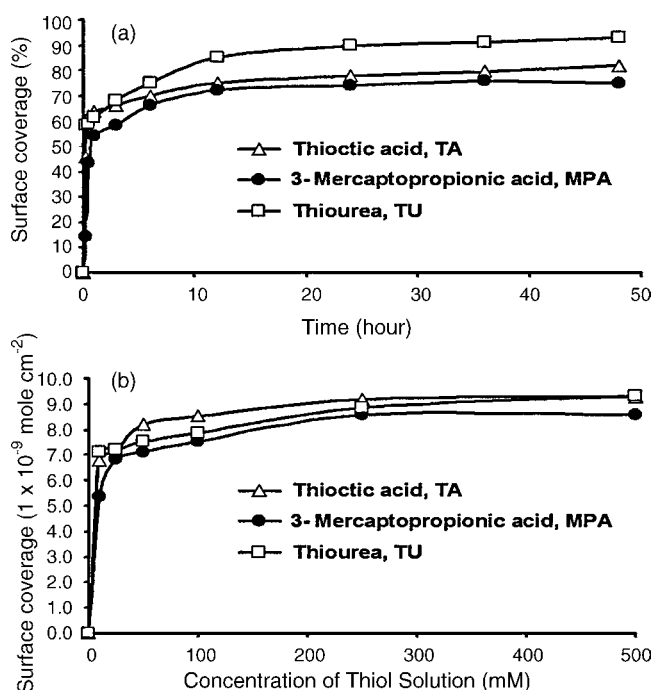 (a)
Surface coverage (%)
100
90
80
70
60
50
40
30
20
10
0
Thioctic acid, TA
3- Mercaptopropionic acid, MPA
Thiourea, TU
0 10 20 30 40 50
Time (hour)
(b)
Surface coverage (1 x 10⁻⁹ mole cm⁻²)
10.0
9.0
8.0
7.0
6.0
5.0
4.0
3.0
2.0
1.0
0.0
Thioctic acid, TA
3- Mercaptopropionic acid, MPA
Thiourea, TU
0 100 200 300 400 500
Concentration of Thiol Solution (mM)